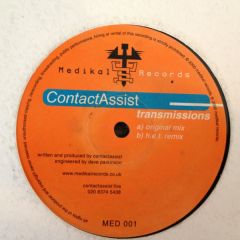 Medikal Records
ContactAssist
transmissions
a) original mix
b) h.e.t. remix
written and produced by contactassist
engineered by dave parkinson
www.medikalrecords.co.uk
contactassist live
020 8374 5438
MED 001